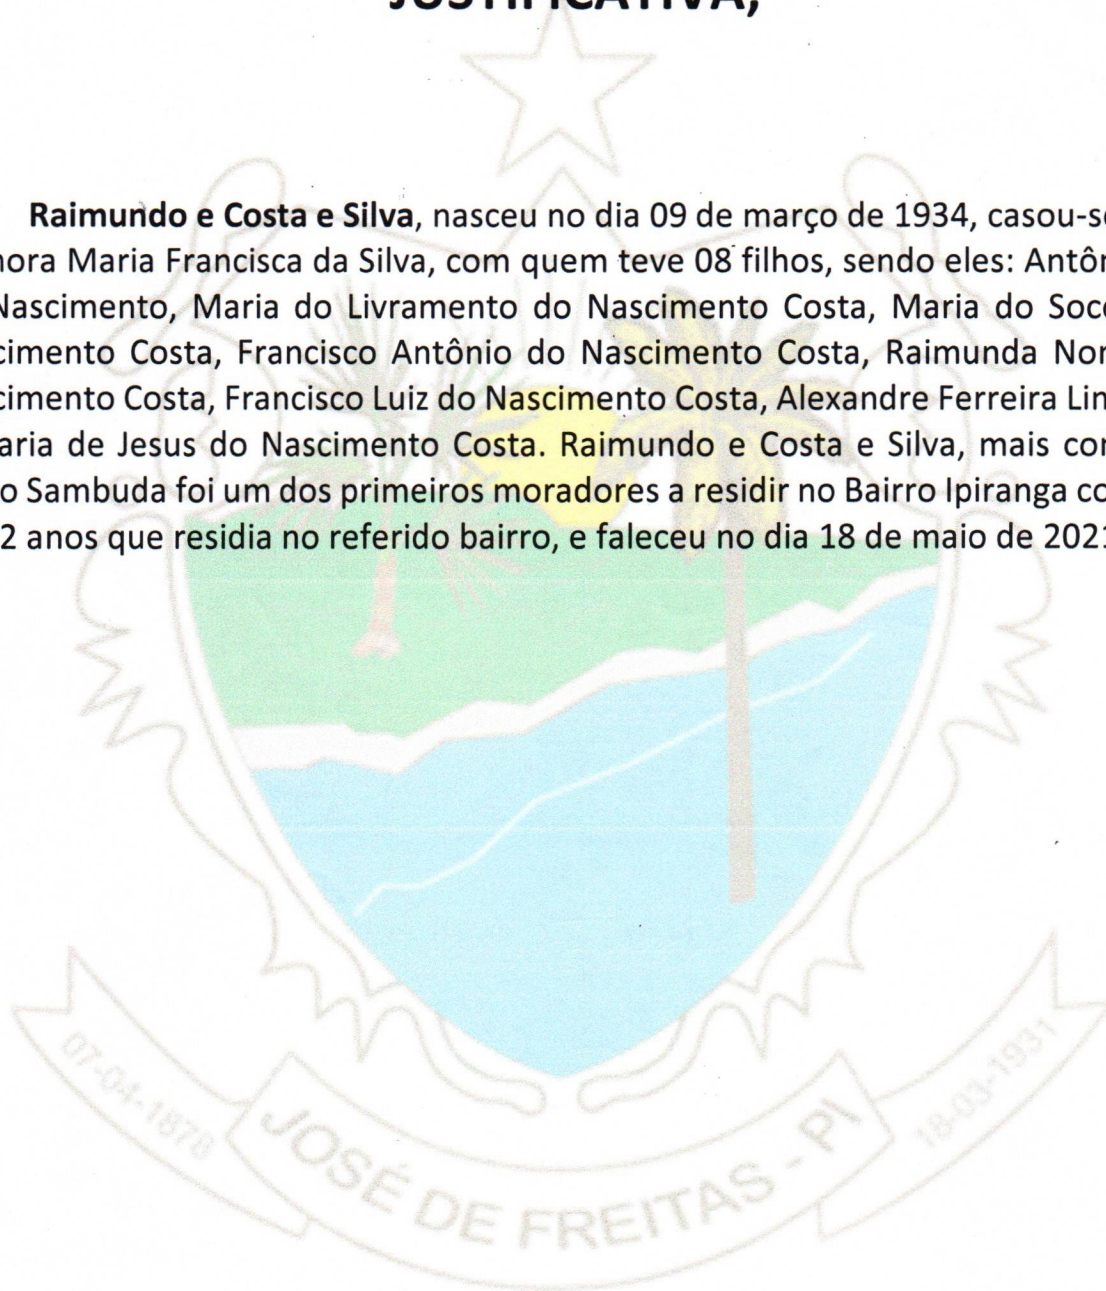 JUSTIFICATIVA,
Raimundo e Costa e Silva, nasceu no dia 09 de março de 1934, casou-se
nora Maria Francisca da Silva, com quem teve 08 filhos, sendo eles: Antôn
Nascimento, Maria do Livramento do Nascimento Costa, Maria do Soco
cimento Costa, Francisco Antônio do Nascimento Costa, Raimunda Non
cimento Costa, Francisco Luiz do Nascimento Costa, Alexandre Ferreira Lim
aria de Jesus do Nascimento Costa. Raimundo e Costa e Silva, mais con
o Sambuda foi um dos primeiros moradores a residir no Bairro Ipiranga co
2 anos que residia no referido bairro, e faleceu no dia 18 de maio de 2021
07-04-1878
JOSÉ DE FREITAS - PI
18-03-1931